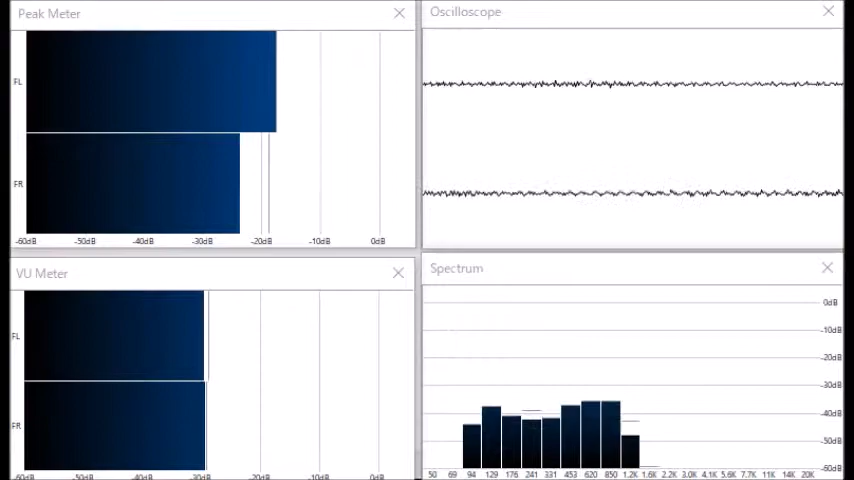 Peak Meter
FL
FR
-60dB -50dB -40dB -30dB -20dB -10dB 0dB
Oscilloscope
VU Meter
FL
FR
-60dB -50dB -40dB -30dB -20dB -10dB 0dB
Spectrum
0dB
-10dB
-20dB
-30dB
-40dB
-50dB
-60dB
50 69 94 129 176 241 331 453 620 850 1.2K 1.6K 2.2K 3.0K 4.1K 5.6K 7.7K 11K 14K 20K